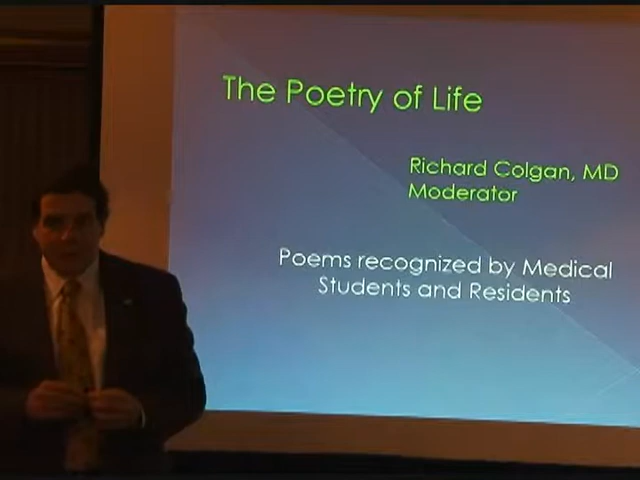 The Poetry of Life
Richard Colgan, MD
Moderator
Poems recognized by Medical
Students and Residents